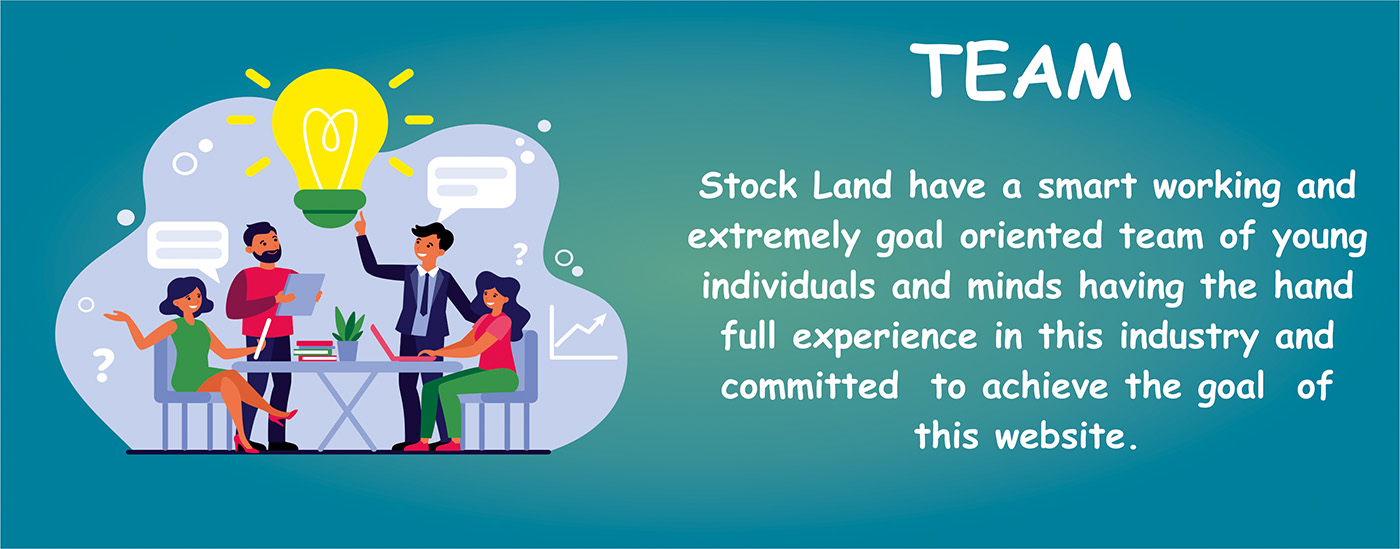 TEAM
Stock Land have a smart working and
extremely goal oriented team of young
individuals and minds having the hand
full experience in this industry and
committed  to achieve the goal  of
this website.
?
?